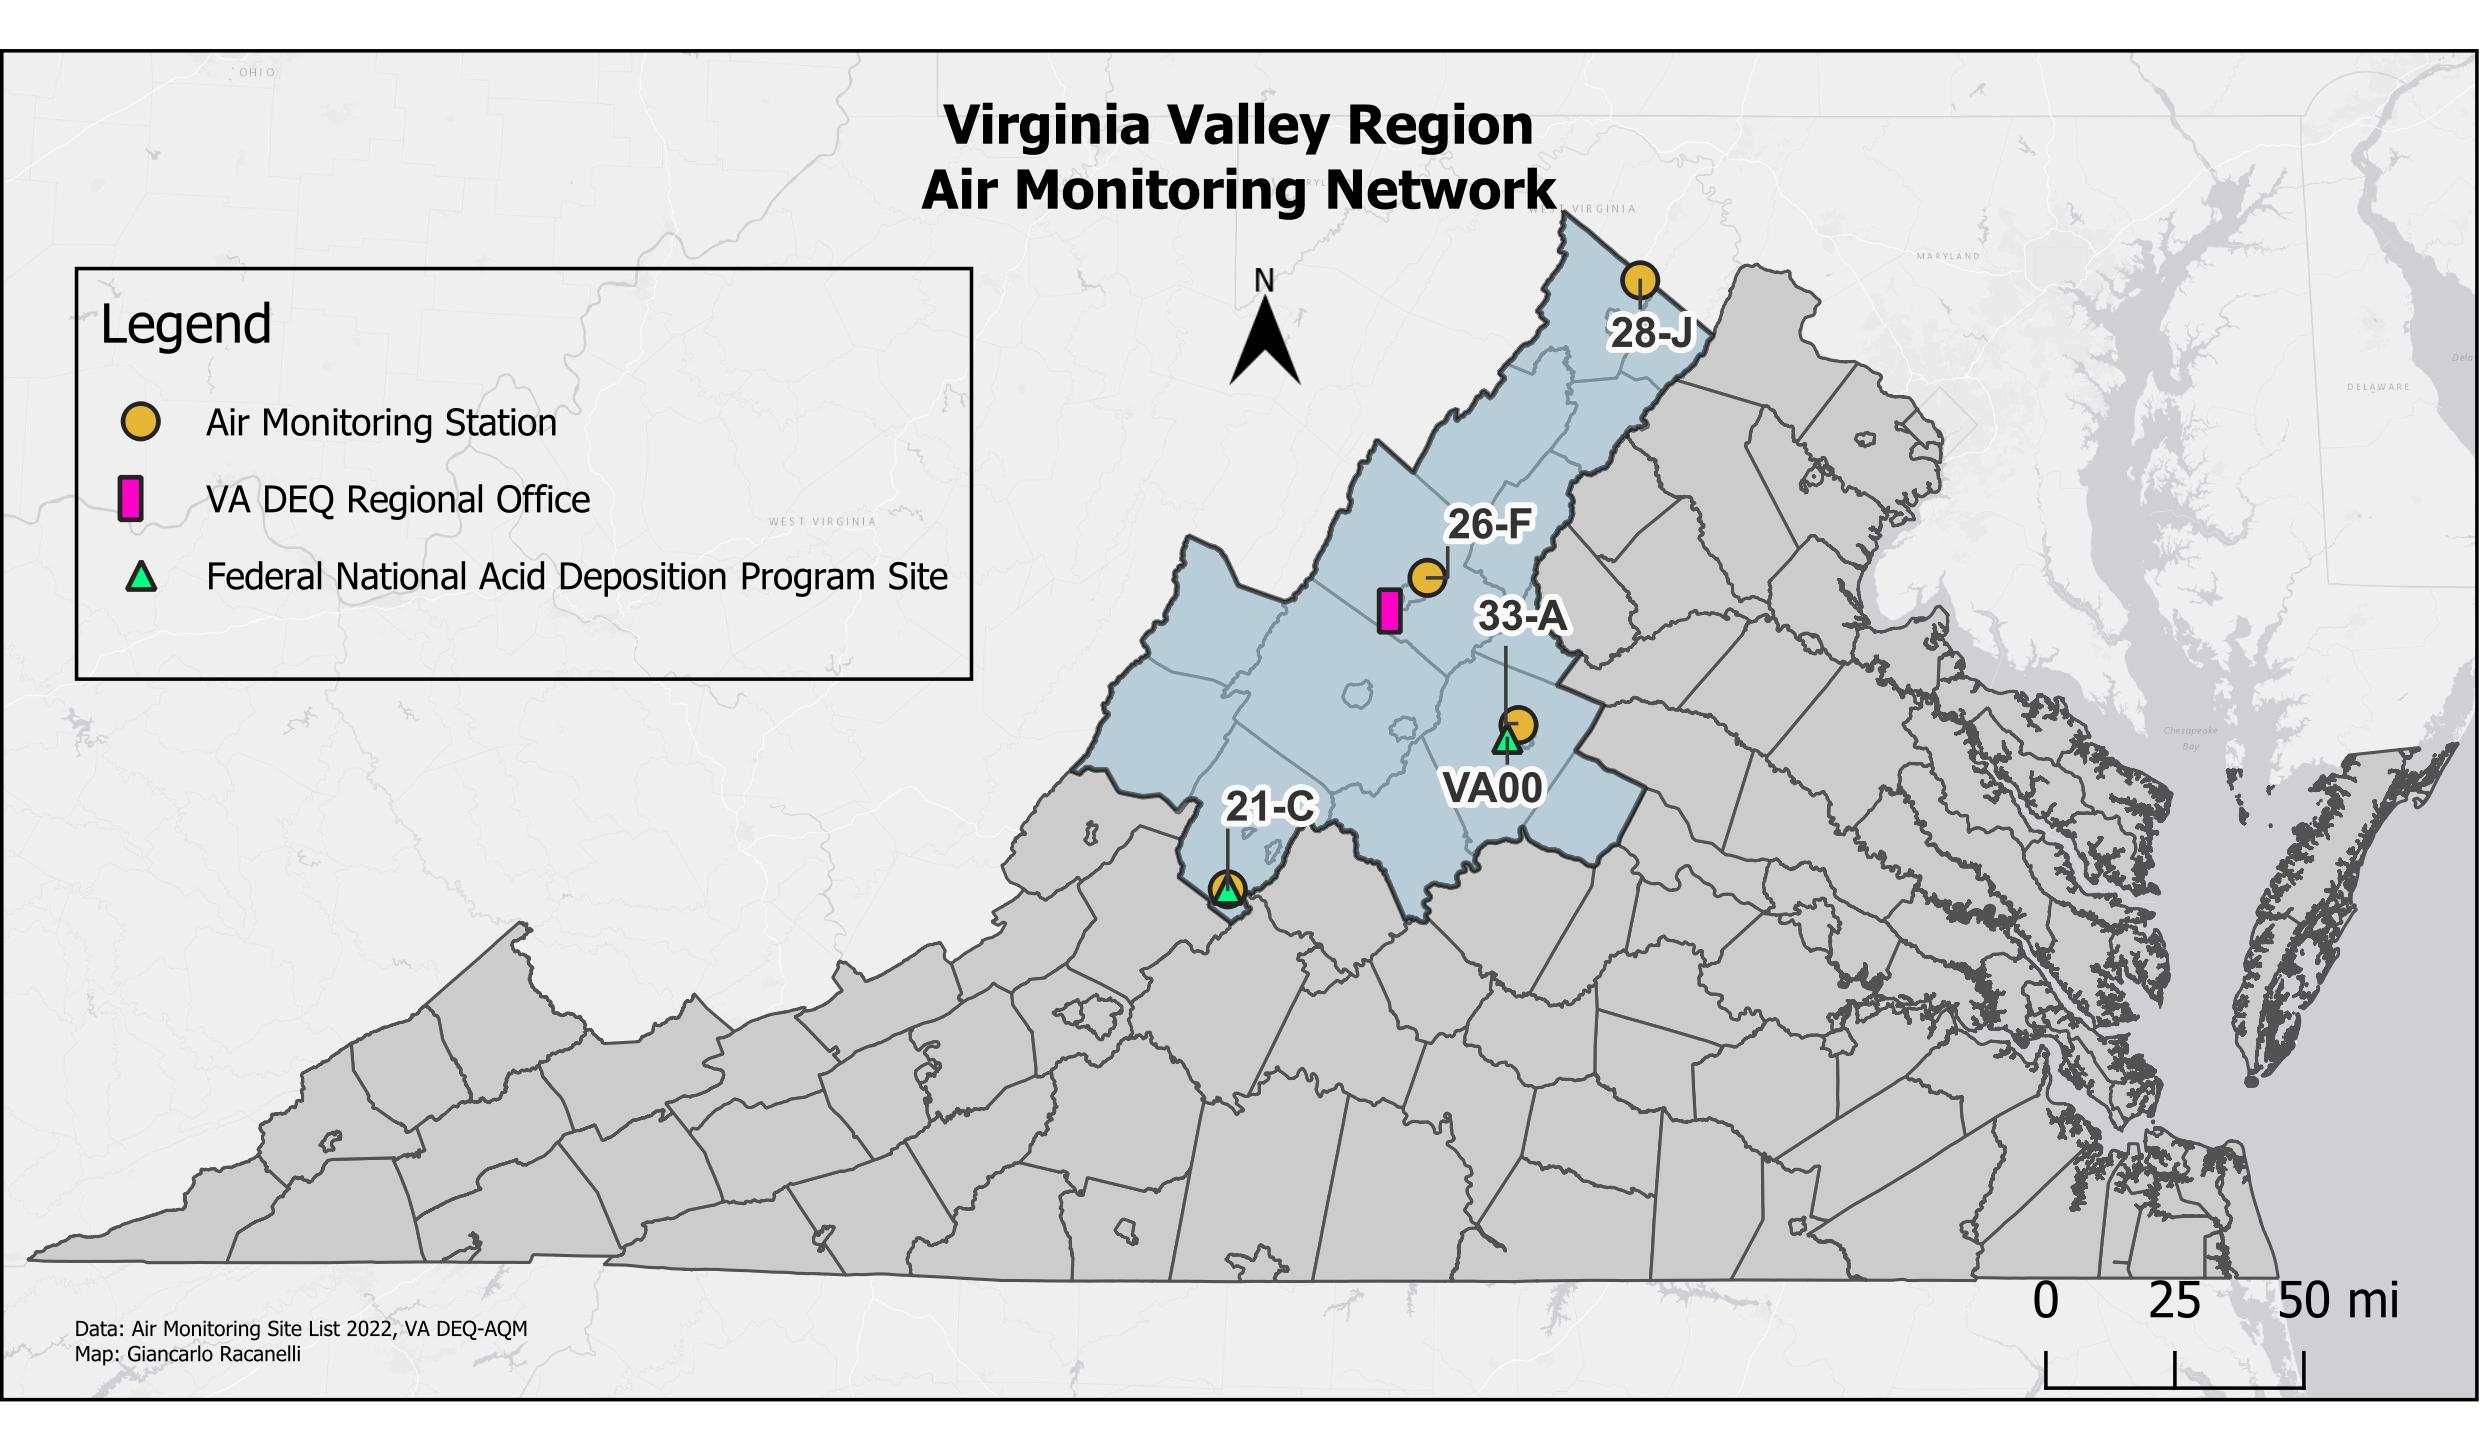 OHIO
Virginia Valley Region
Air Monitoring Network
WEST VIRGINIA
MARYLAND
N
Legend
Air Monitoring Station
VA DEQ Regional Office
Federal National Acid Deposition Program Site
28-J
DELAWARE
WEST VIRGINIA
26-F
33-A
Chesapeake
Bay
VA00
21-C
0 25 50 mi
Data: Air Monitoring Site List 2022, VA DEQ-AQM
Map: Giancarlo Racanelli